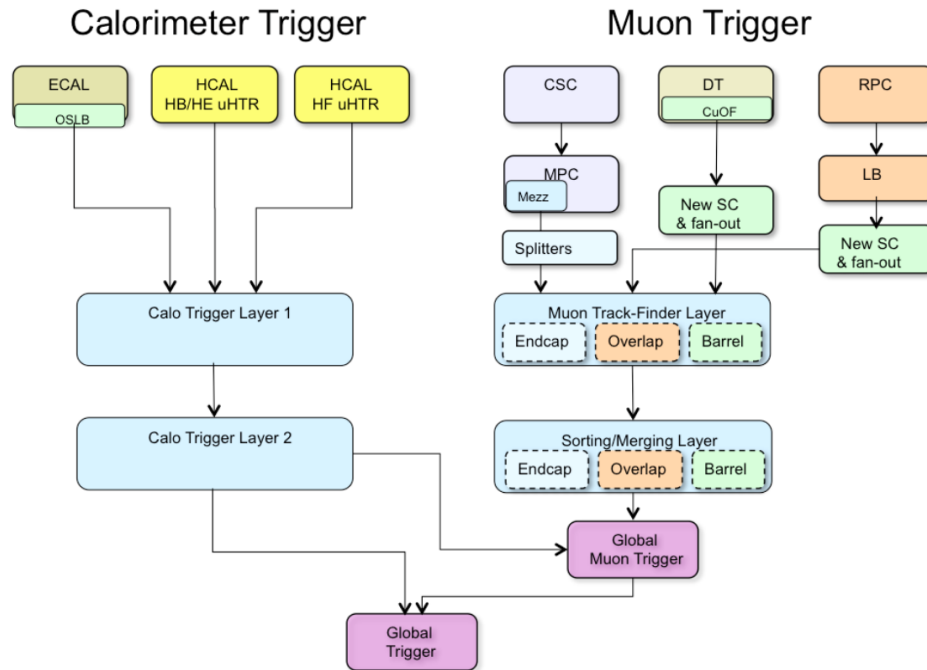 Calorimeter Trigger
Muon Trigger
ECAL
OSLB
HCAL
HB/HE uHTR
HCAL
HF uHTR
CSC
DT
CuOF
RPC
MPC
Mezz
LB
New SC
& fan-out
Splitters
New SC
& fan-out
Calo Trigger Layer 1
Muon Track-Finder Layer
Endcap
Overlap
Barrel
Calo Trigger Layer 2
Sorting/Merging Layer
Endcap
Overlap
Barrel
Global
Muon Trigger
Global
Trigger